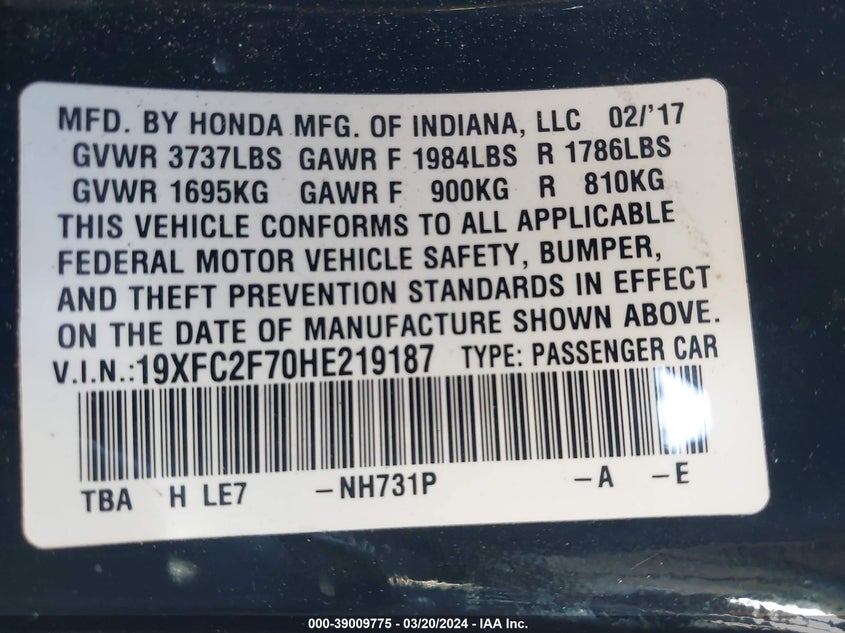 MFD. BY HONDA MFG. OF INDIANA, LLC 02/'17
GVWR 3737LBS GAWR F 1984LBS R 1786LBS
GVWR 1695KG GAWR F 900KG R 810KG
THIS VEHICLE CONFORMS TO ALL APPLICABLE
FEDERAL MOTOR VEHICLE SAFETY, BUMPER,
AND THEFT PREVENTION STANDARDS IN EFFECT
ON THE DATE OF MANUFACTURE SHOWN ABOVE.
V.I.N.:19XFC2F70HE219187 TYPE: PASSENGER CAR
TBA H LE7 -NH731P -A -E
000-39009775 - 03/20/2024 - IAA Inc.